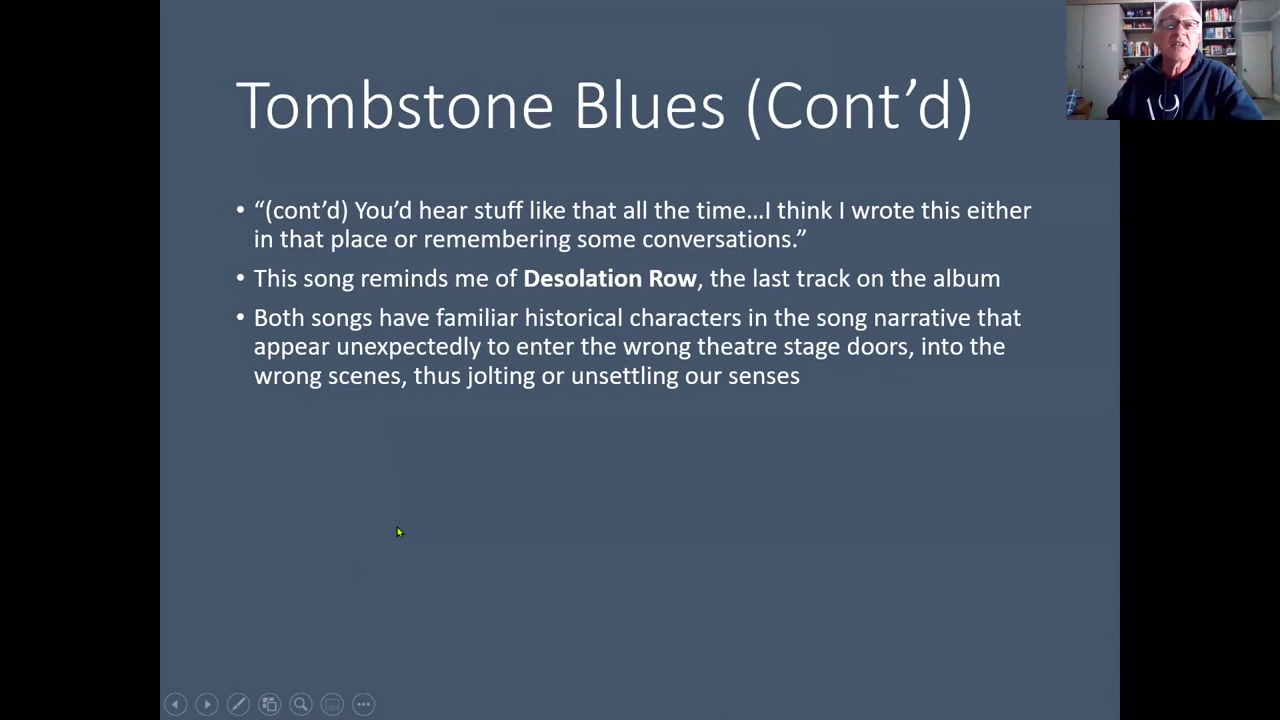 Tombstone Blues (Cont’d)
• “(cont’d) You’d hear stuff like that all the time…I think I wrote this either
in that place or remembering some conversations.”
• This song reminds me of Desolation Row, the last track on the album
• Both songs have familiar historical characters in the song narrative that
appear unexpectedly to enter the wrong theatre stage doors, into the
wrong scenes, thus jolting or unsettling our senses